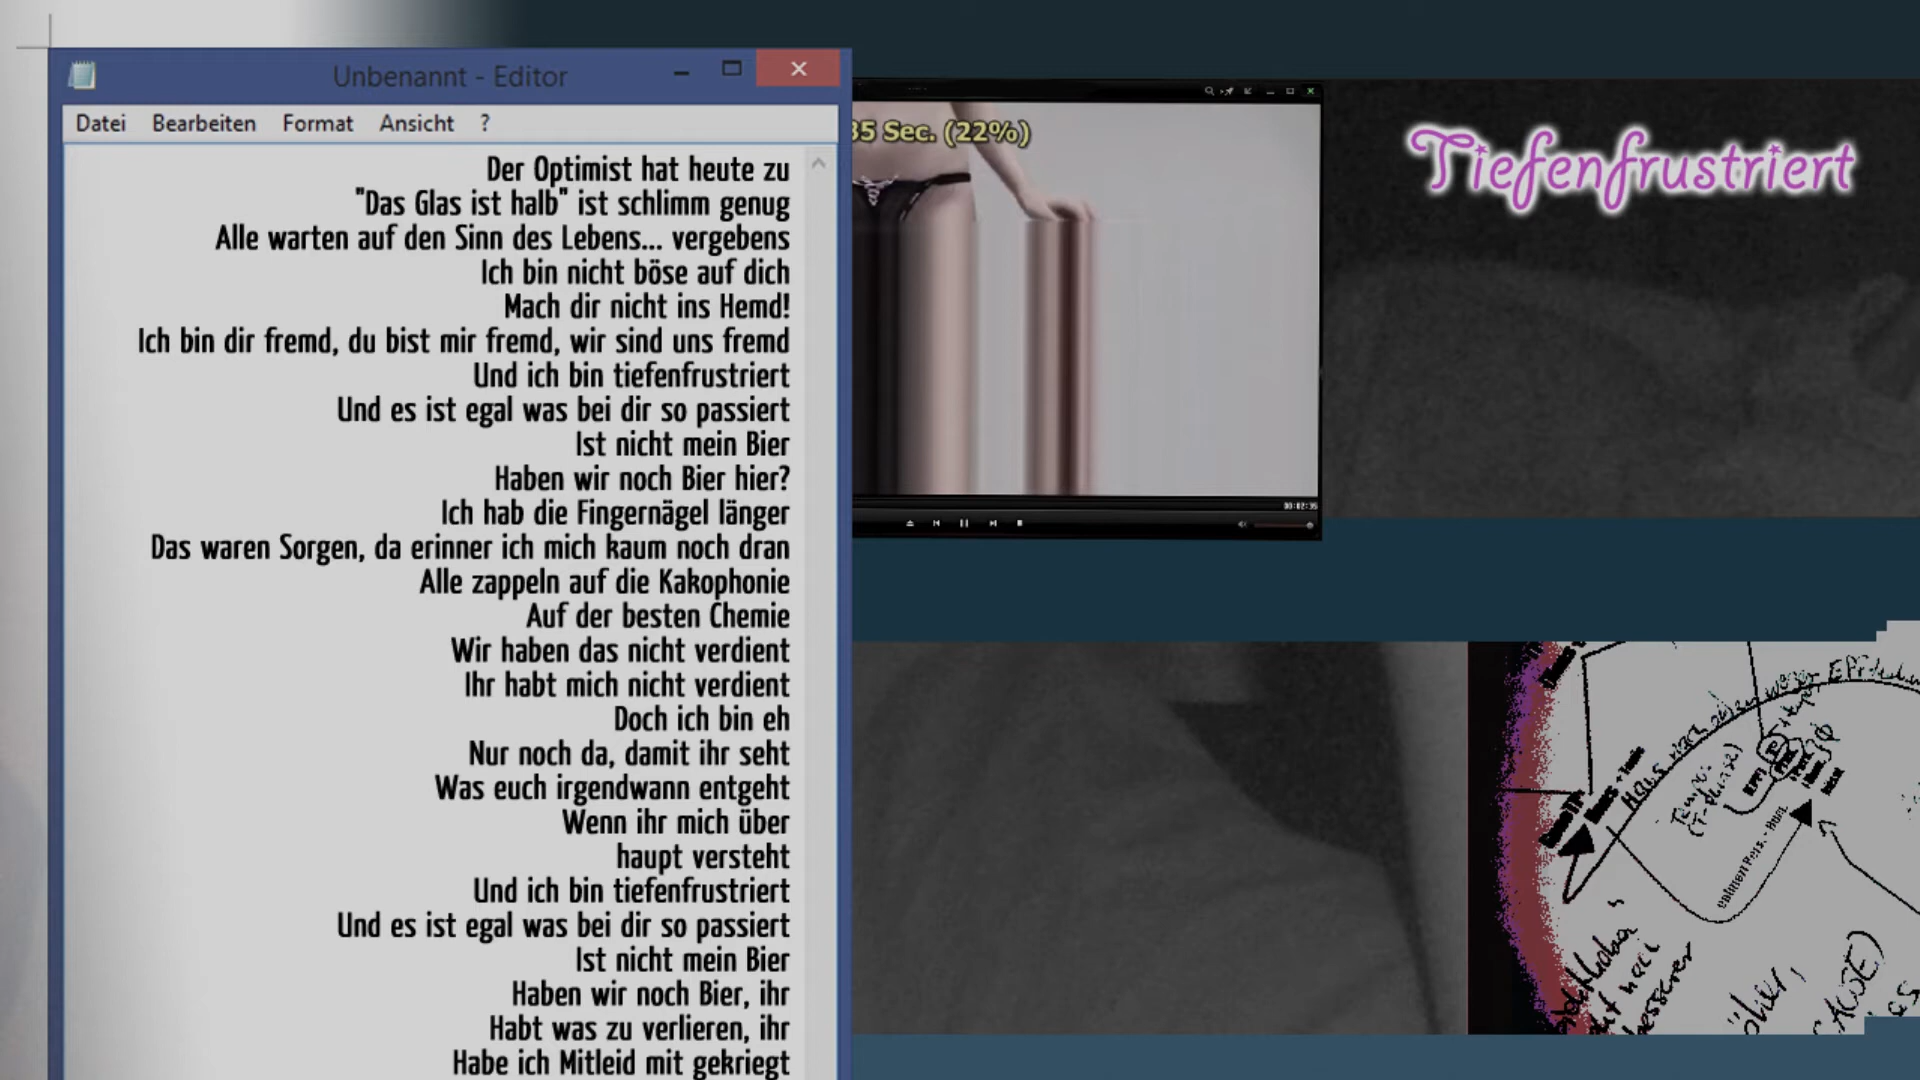 Unbenannt - Editor
Datei Bearbeiten Format Ansicht ?
Der Optimist hat heute zu
"Das Glas ist halb" ist schlimm genug
Alle warten auf den Sinn des Lebens... vergebens
Ich bin nicht böse auf dich
Mach dir nicht ins Hemd!
Ich bin dir fremd, du bist mir fremd, wir sind uns fremd
Und ich bin tiefenfrustriert
Und es ist egal was bei dir so passiert
Ist nicht mein Bier
Haben wir noch Bier hier?
Ich hab die Fingernägel länger
Das waren Sorgen, da erinner ich mich kaum noch dran
Alle zappeln auf die Kakophonie
Auf der besten Chemie
Wir haben das nicht verdient
Ihr habt mich nicht verdient
Doch ich bin eh
Nur noch da, damit ihr seht
Was euch irgendwann entgeht
Wenn ihr mich über
haupt versteht
Und ich bin tiefenfrustriert
Und es ist egal was bei dir so passiert
Ist nicht mein Bier
Haben wir noch Bier, ihr
Habt was zu verlieren, ihr
Habe ich Mitleid mit gekriegt
35 Sec. (22%)
00:02:35
Tiefenfrustriert